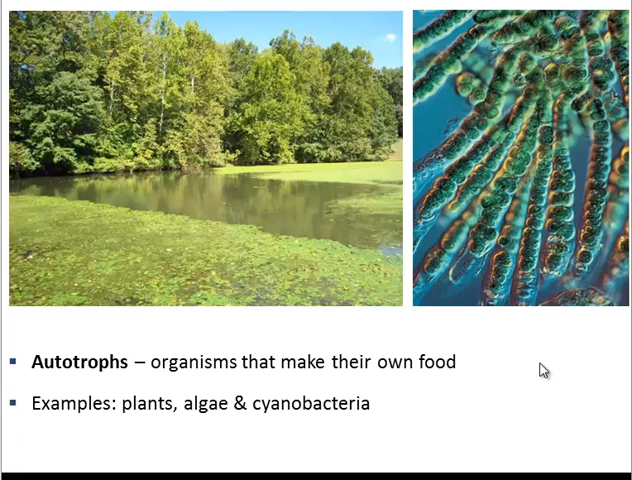 Autotrophs – organisms that make their own food
Examples: plants, algae & cyanobacteria